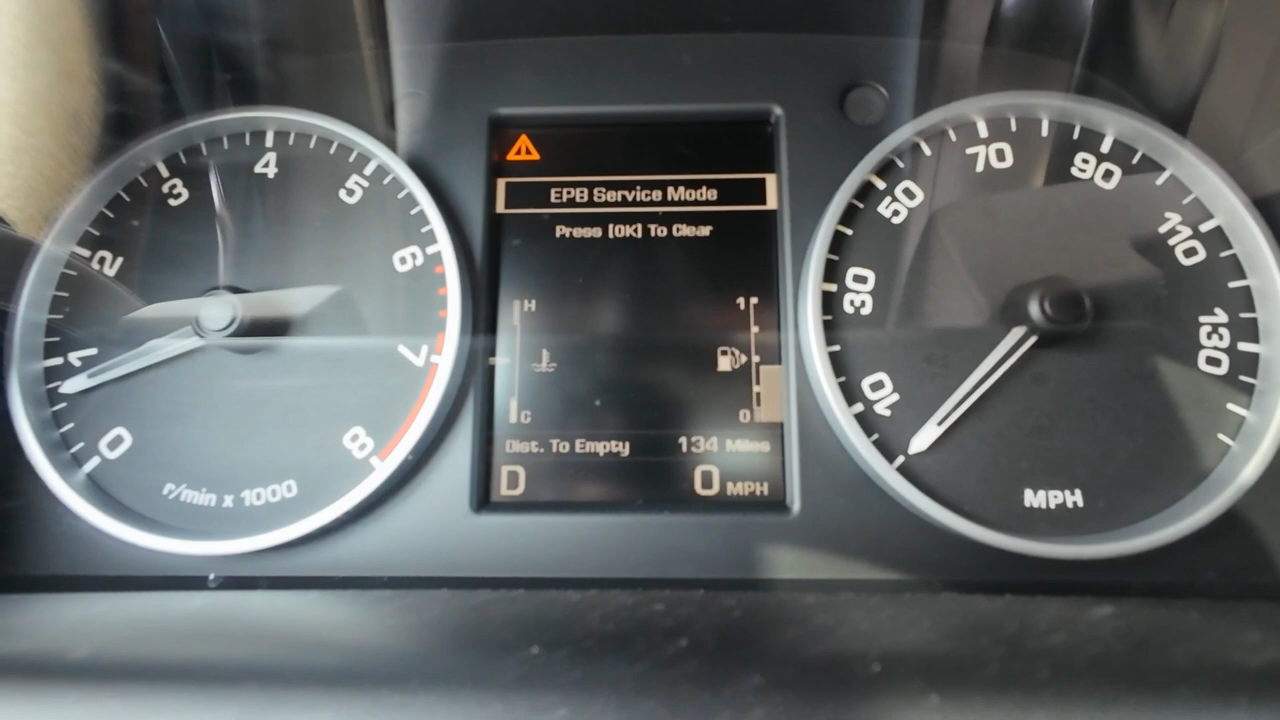 0
1
2
3
4
5
6
7
8
r/min x 1000
EPB Service Mode
Press [OK] To Clear
H
1
C
0
Dist. To Empty 134 Miles
D 0 MPH
10
30
50
70
90
110
130
MPH